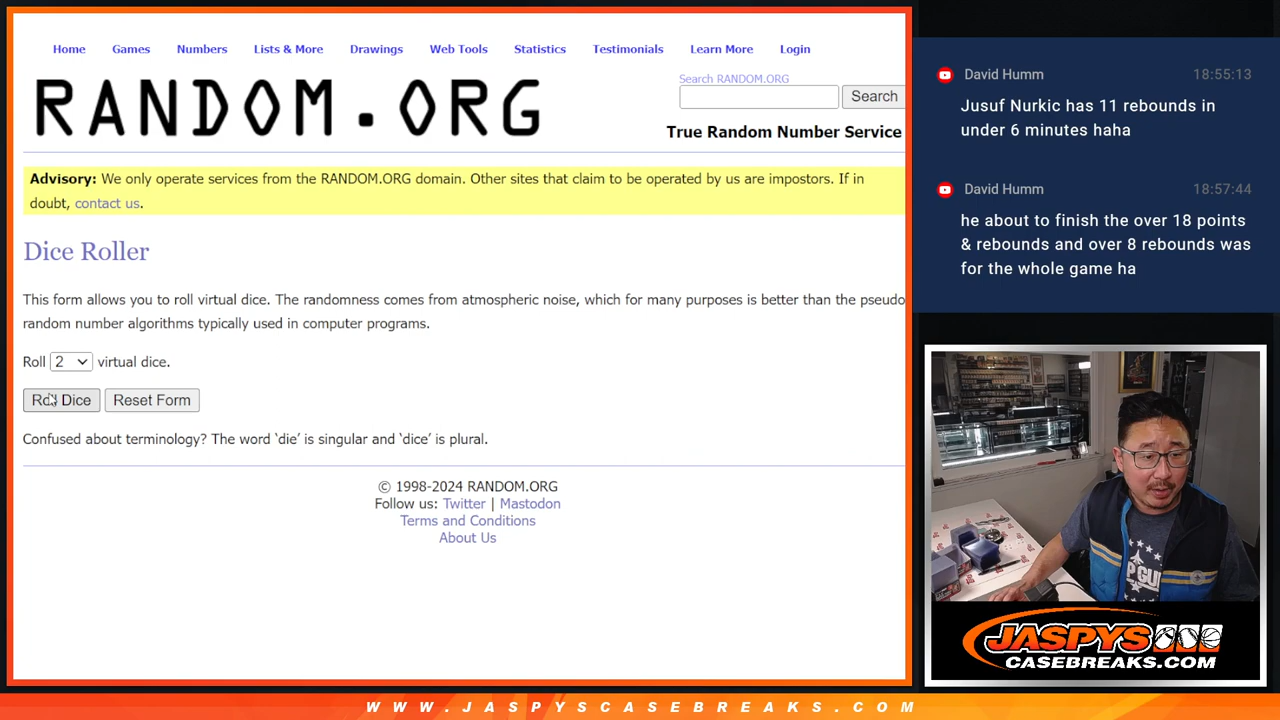 Home Games Numbers Lists & More Drawings Web Tools Statistics Testimonials Learn More Login
RANDOM.ORG
Search RANDOM.ORG
Search
True Random Number Service
Advisory: We only operate services from the RANDOM.ORG domain. Other sites that claim to be operated by us are impostors. If in
doubt, contact us.
Dice Roller
This form allows you to roll virtual dice. The randomness comes from atmospheric noise, which for many purposes is better than the pseudo
random number algorithms typically used in computer programs.
Roll 2 virtual dice.
Roll Dice Reset Form
Confused about terminology? The word ‘die’ is singular and ‘dice’ is plural.
© 1998-2024 RANDOM.ORG
Follow us: Twitter | Mastodon
Terms and Conditions
About Us
David Humm 18:55:13
Jusuf Nurkic has 11 rebounds in
under 6 minutes haha
David Humm 18:57:44
he about to finish the over 18 points
& rebounds and over 8 rebounds was
for the whole game ha
JASPYS
CASEBREAKS.COM
WWW.JASPYSCASEBREAKS.COM